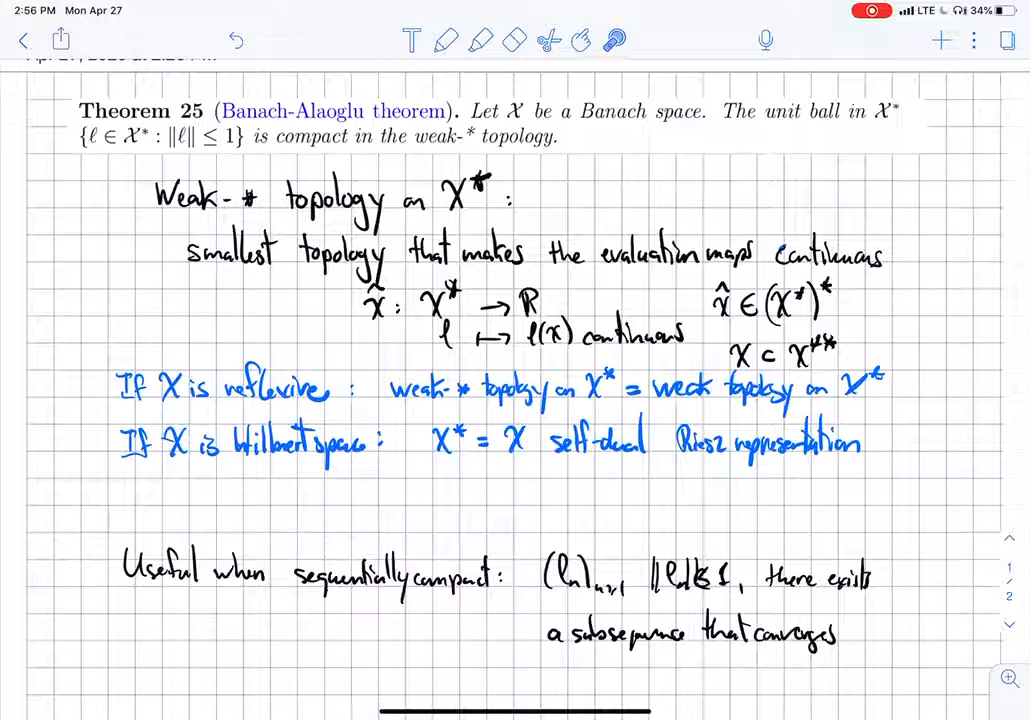 2:56 PM Mon Apr 27
LTE 34%
Theorem 25 (Banach-Alaoglu theorem). Let 𝒳 be a Banach space. The unit ball in 𝒳*
{ℓ ∈ 𝒳* : ‖ℓ‖ ≤ 1} is compact in the weak-* topology.
Weak-* topology on X* :
smallest topology that makes the evaluation maps continuous
x̂ : X* → ℝ x̂ ∈ (X*)*
ℓ ↦ ℓ(x) continuous
X ⊂ X**
If X is reflexive : weak-* topology on X* = weak topology on X*
If X is Hilbert space : X* = X self-dual Riesz representation
Useful when sequentially compact : (ℓn)n≥1 ‖ℓn‖≤1, there exists
a subsequence that converges
1
/
2